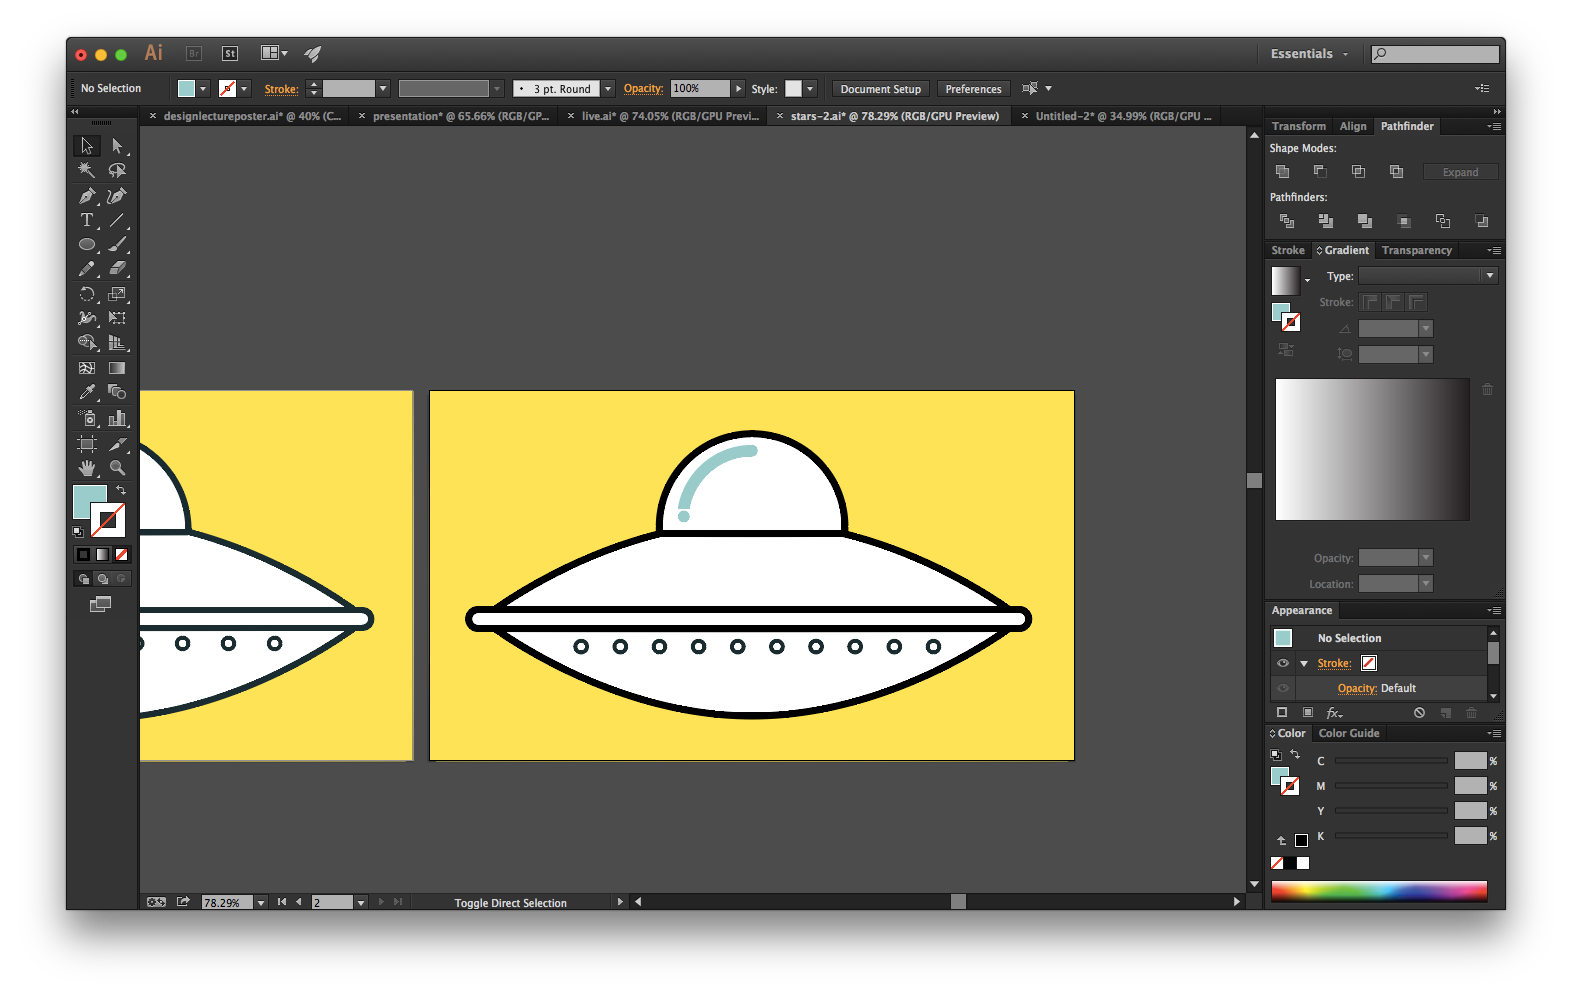 Ai Br St Essentials
No Selection Stroke: 3 pt. Round Opacity: 100% Style: Document Setup Preferences
designlectureposter.ai* @ 40% (C... presentation* @ 65.66% (RGB/GP... live.ai* @ 74.05% (RGB/GPU Previ... stars-2.ai* @ 78.29% (RGB/GPU Preview) Untitled-2* @ 34.99% (RGB/GPU ...
Transform Align Pathfinder
Shape Modes:
Expand
Pathfinders:
T
Stroke Gradient Transparency
Type:
Stroke:
Opacity:
Location:
Appearance
No Selection
Stroke:
Opacity: Default
fx
Color Color Guide
C %
M %
Y %
K %
78.29% 2 Toggle Direct Selection